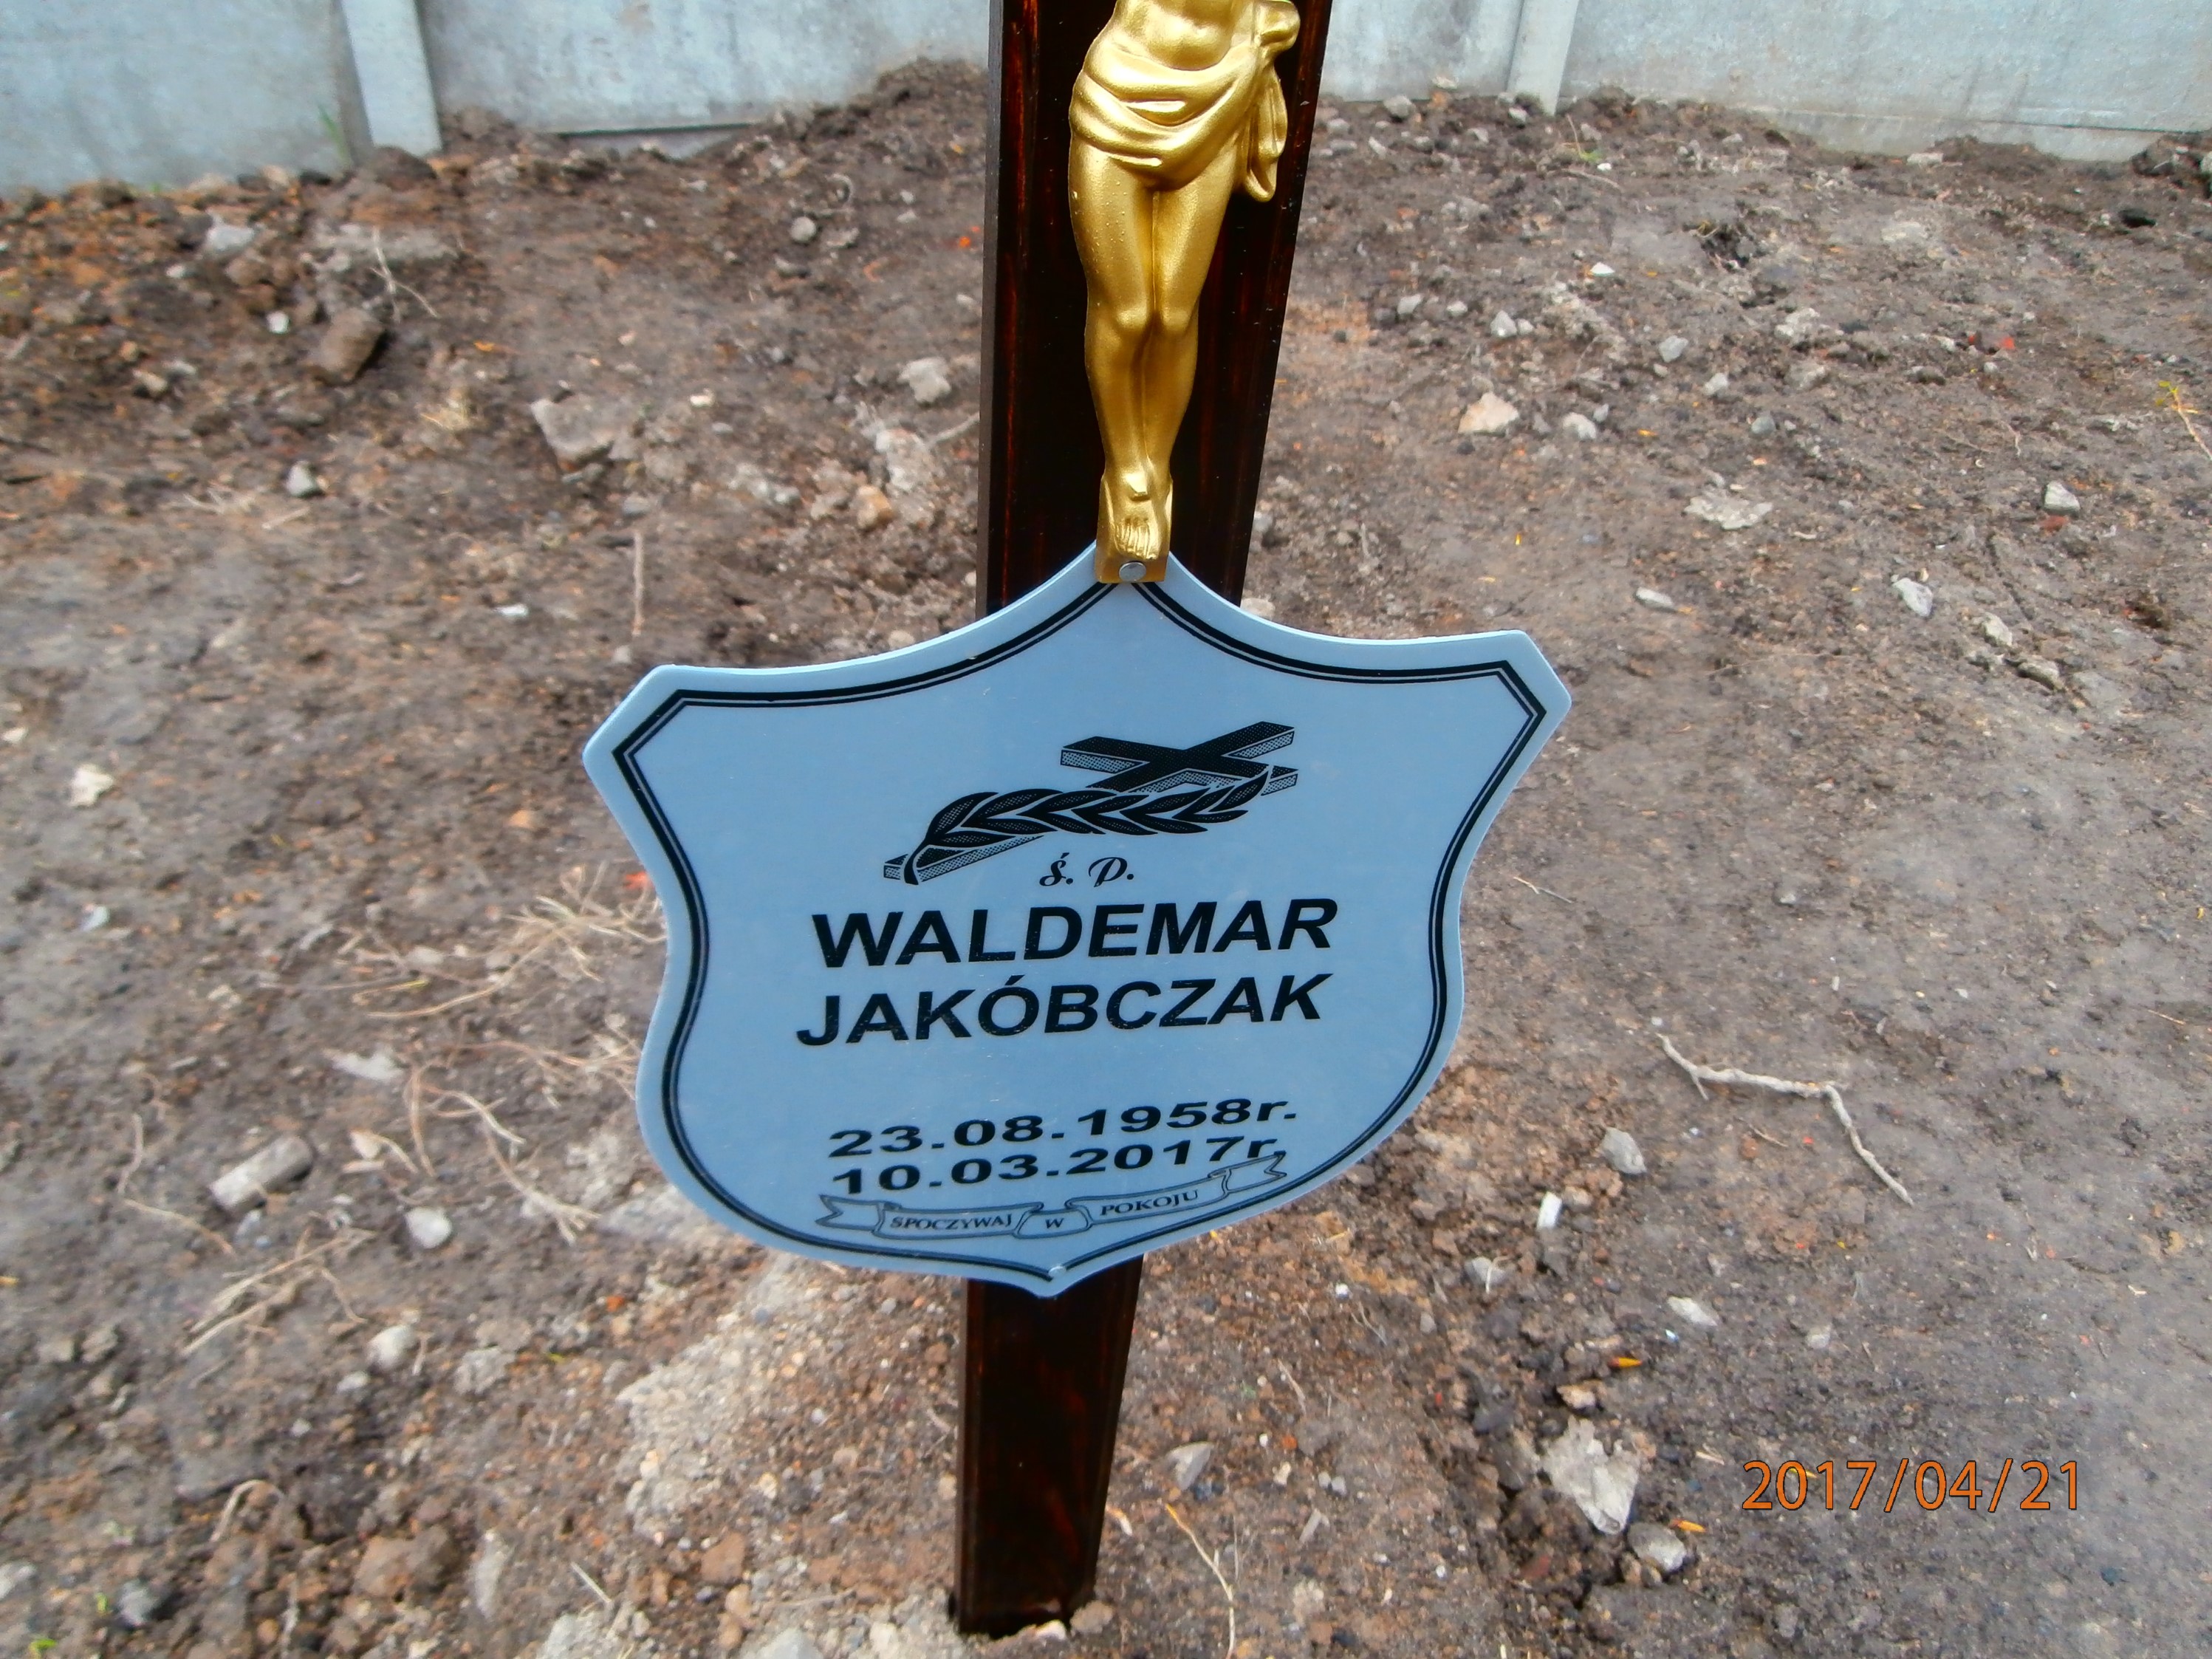 ś. p.
WALDEMAR
JAKÓBCZAK
23.08.1958r.
10.03.2017r.
SPOCZYWAJ W POKOJU
2017/04/21